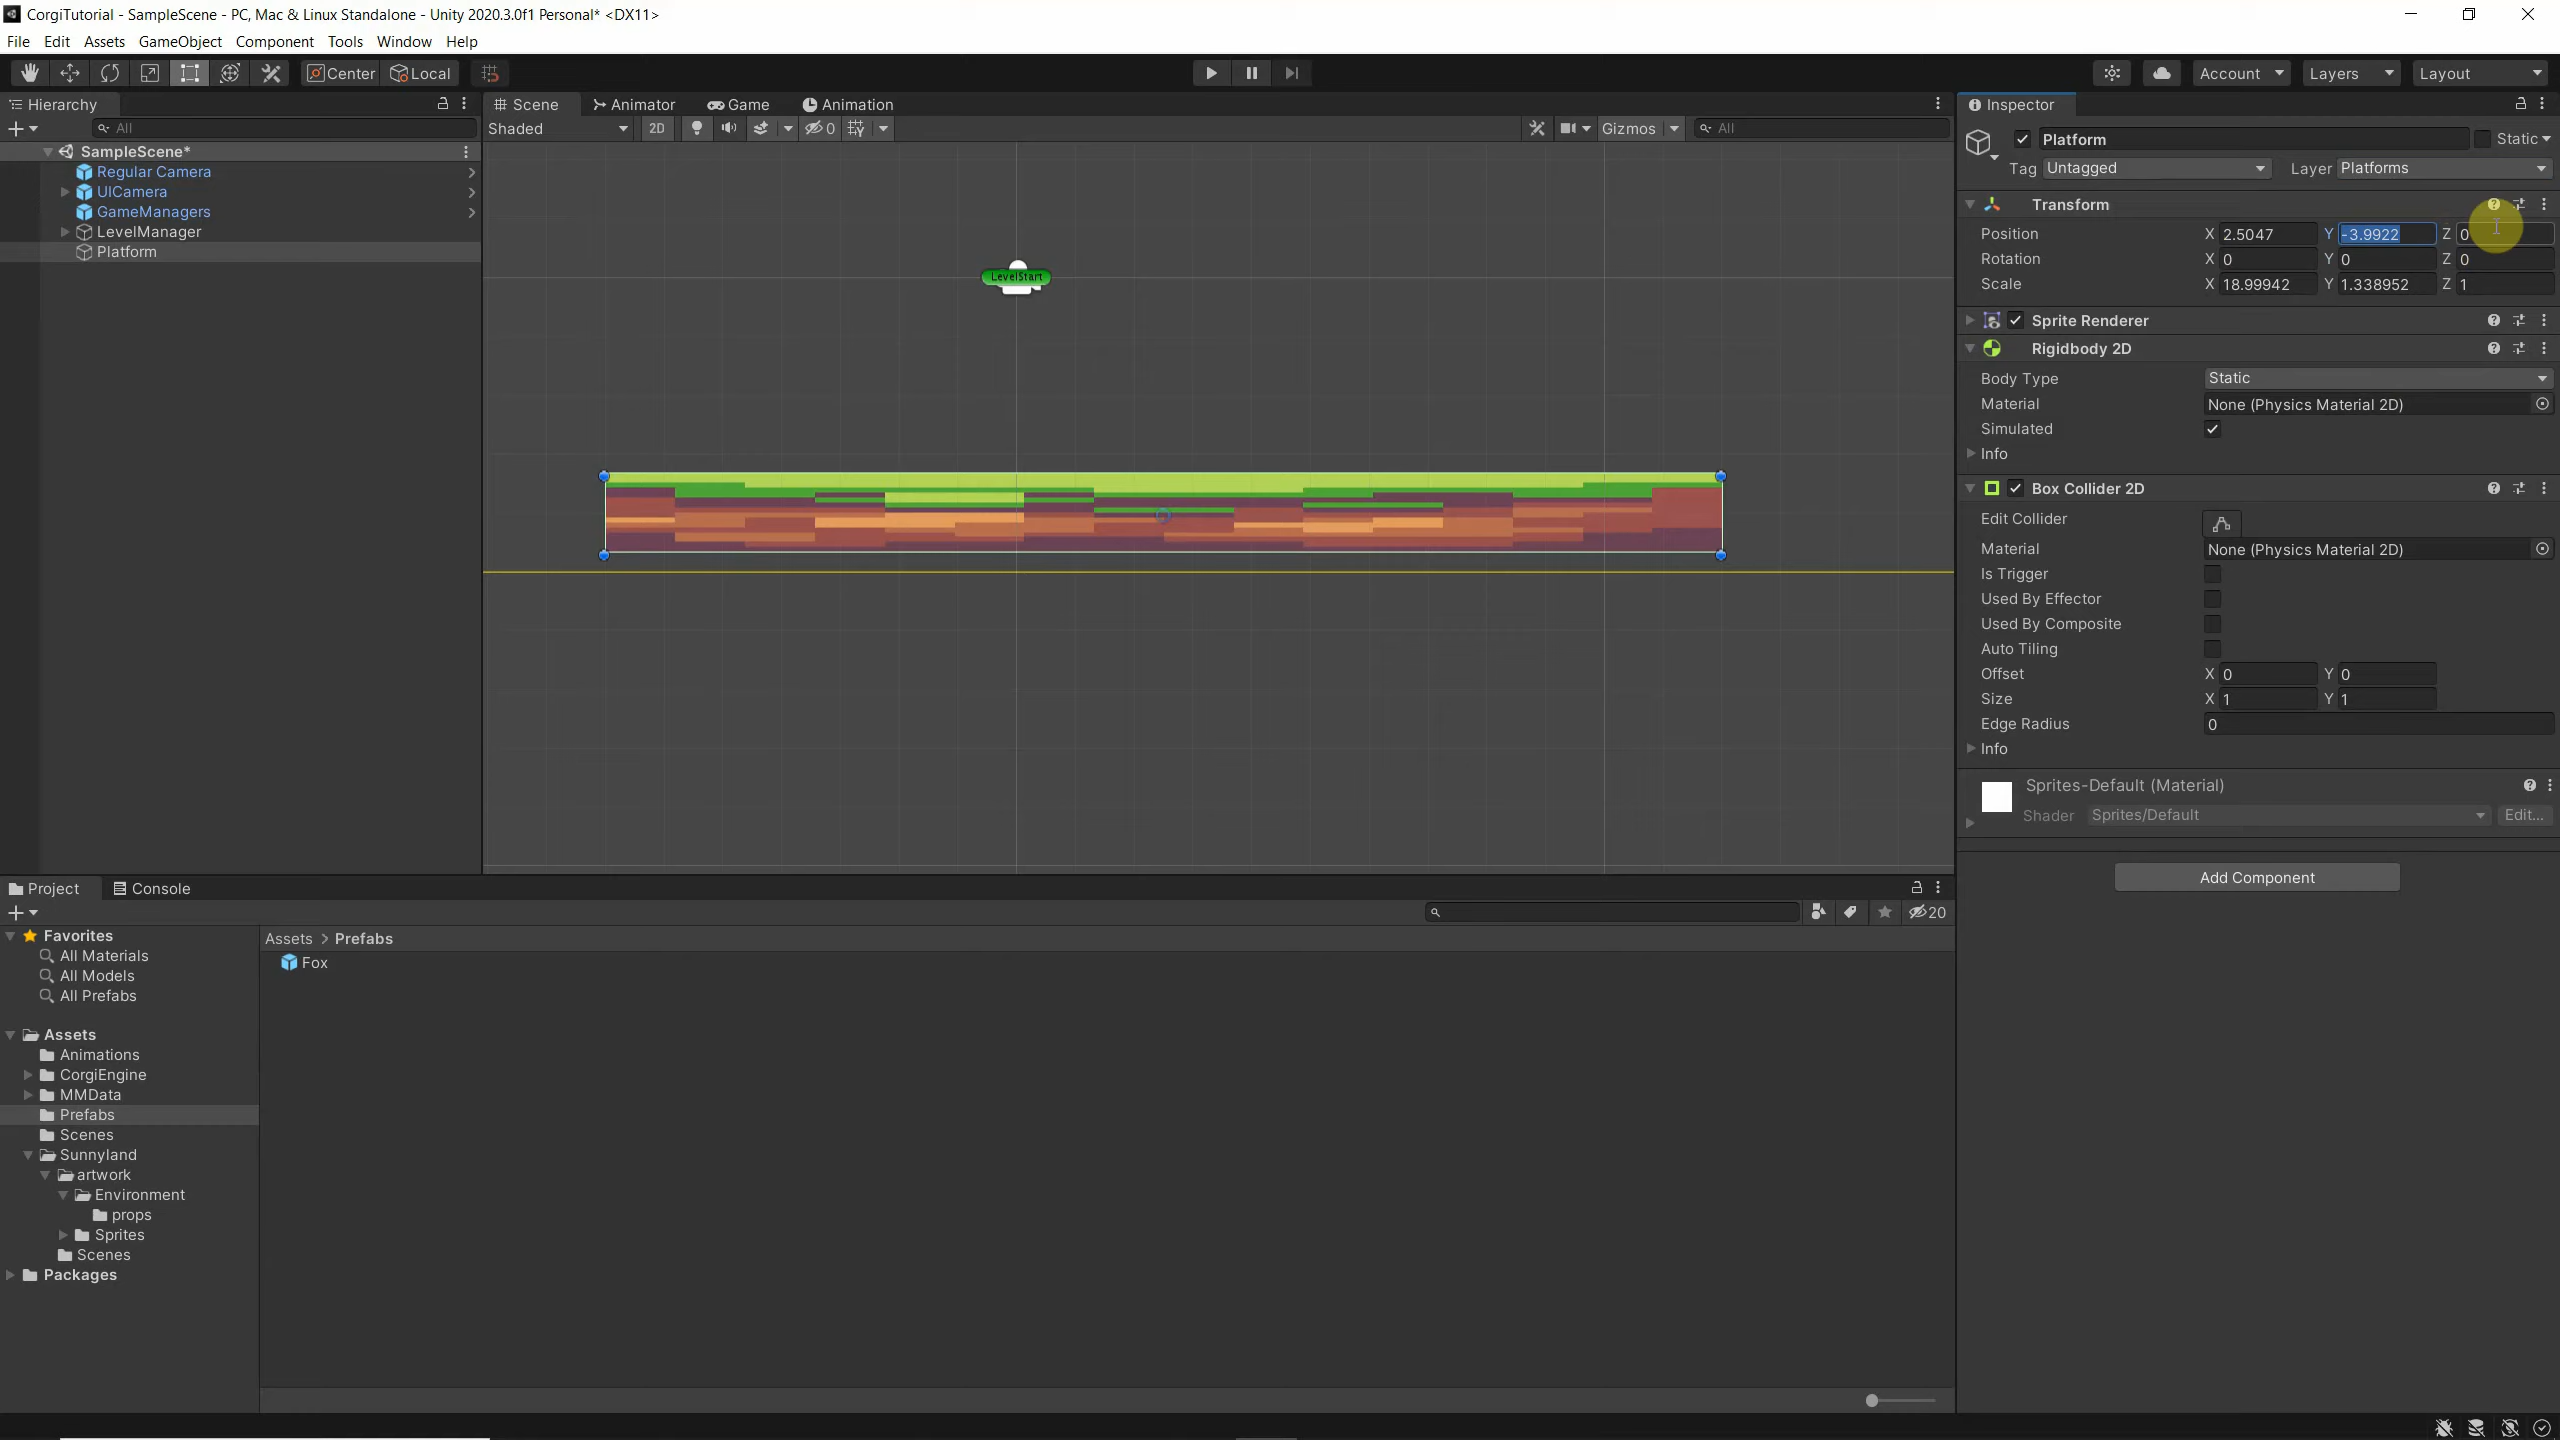 CorgiTutorial - SampleScene - PC, Mac & Linux Standalone - Unity 2020.3.0f1 Personal* <DX11>
File Edit Assets GameObject Component Tools Window Help
Center Local Account Layers Layout
Hierarchy
All
SampleScene*
Regular Camera
UICamera
GameManagers
LevelManager
Platform
Scene Animator Game Animation
Shaded 2D 0 Gizmos All
LevelStart
Inspector
Platform Static
Tag Untagged Layer Platforms
Transform
Position X 2.5047 Y -3.9922 Z 0
Rotation X 0 Y 0 Z 0
Scale X 18.99942 Y 1.338952 Z 1
Sprite Renderer
Rigidbody 2D
Body Type Static
Material None (Physics Material 2D)
Simulated
Info
Box Collider 2D
Edit Collider
Material None (Physics Material 2D)
Is Trigger
Used By Effector
Used By Composite
Auto Tiling
Offset X 0 Y 0
Size X 1 Y 1
Edge Radius 0
Info
Sprites-Default (Material)
Shader Sprites/Default Edit...
Add Component
Project Console
20
Favorites
All Materials
All Models
All Prefabs
Assets
Animations
CorgiEngine
MMData
Prefabs
Scenes
Sunnyland
artwork
Environment
props
Sprites
Scenes
Packages
Assets > Prefabs
Fox